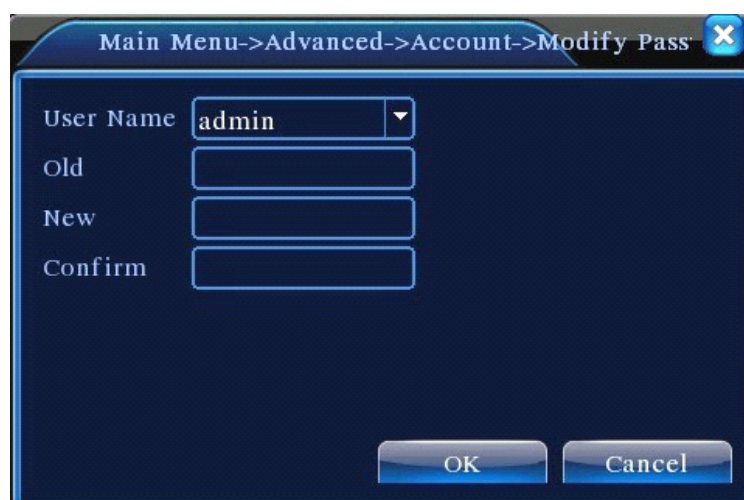 Main Menu->Advanced->Account->Modify Pass
User Name admin
Old
New
Confirm
OK Cancel